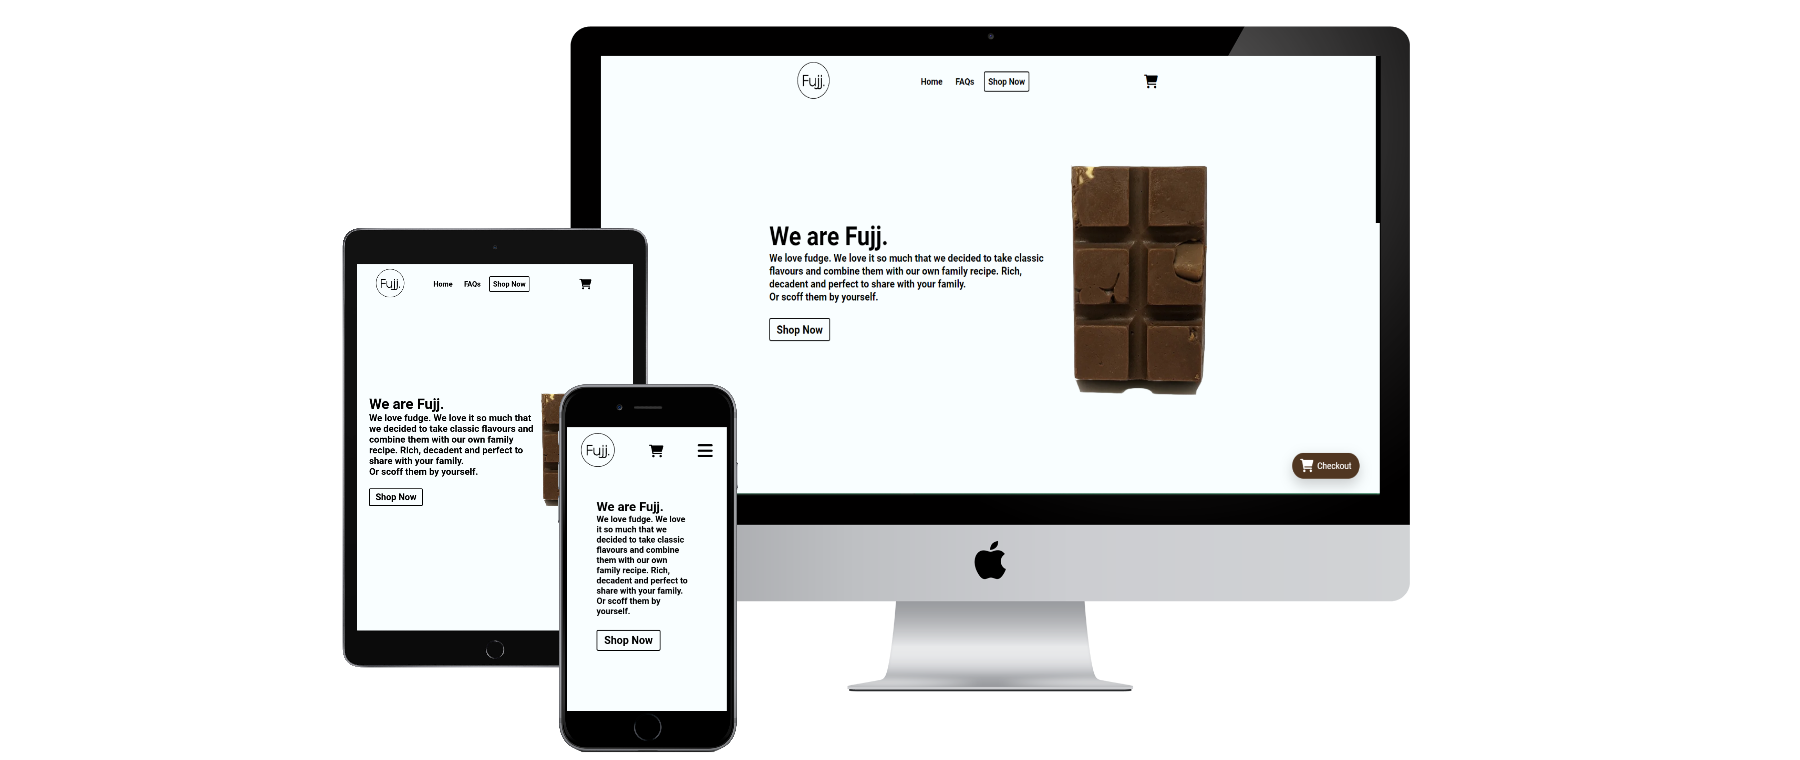 Fujj.
Home FAQs Shop Now
We are Fujj.
We love fudge. We love it so much that we decided to take classic
flavours and combine them with our own family recipe. Rich,
decadent and perfect to share with your family.
Or scoff them by yourself.
Shop Now
Checkout
Fujj.
Home FAQs Shop Now
We are Fujj.
We love fudge. We love it so much that
we decided to take classic flavours and
combine them with our own family
recipe. Rich, decadent and perfect to
share with your family.
Or scoff them by yourself.
Shop Now
Fujj.
We are Fujj.
We love fudge. We love
it so much that we
decided to take classic
flavours and combine
them with our own
family recipe. Rich,
decadent and perfect to
share with your family.
Or scoff them by
yourself.
Shop Now